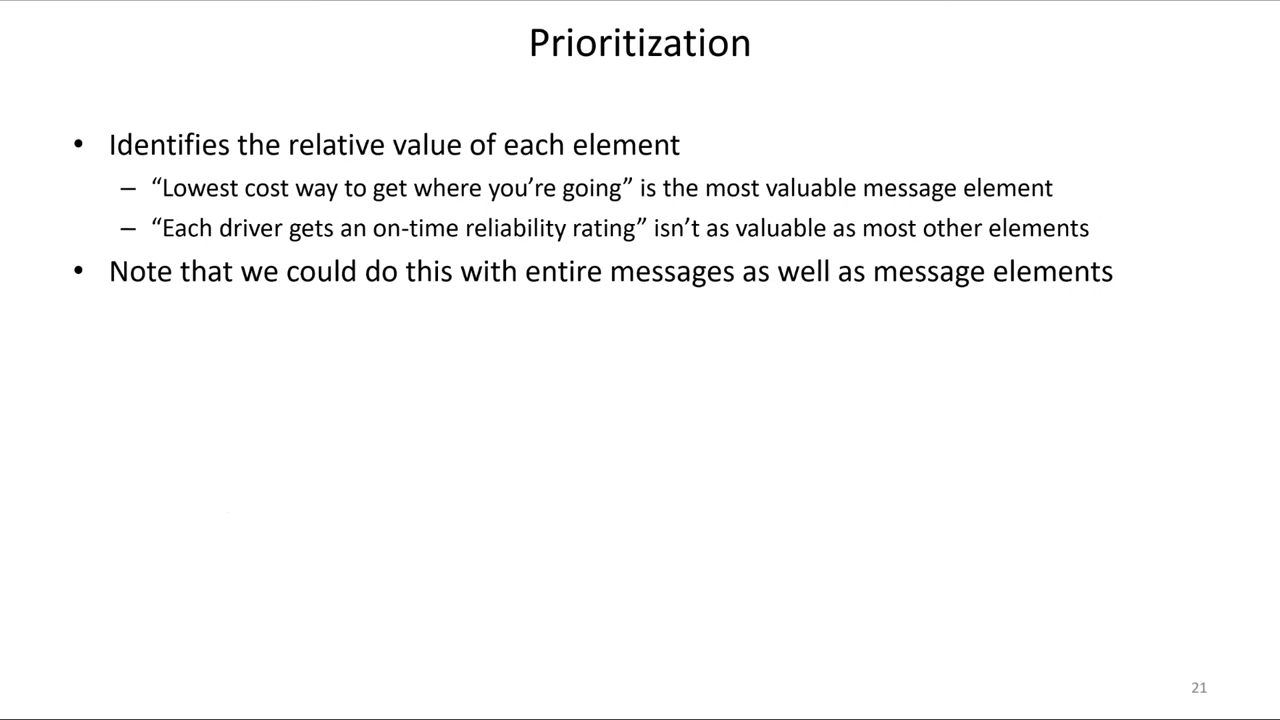 Prioritization
• Identifies the relative value of each element
– “Lowest cost way to get where you’re going” is the most valuable message element
– “Each driver gets an on-time reliability rating” isn’t as valuable as most other elements
• Note that we could do this with entire messages as well as message elements
21